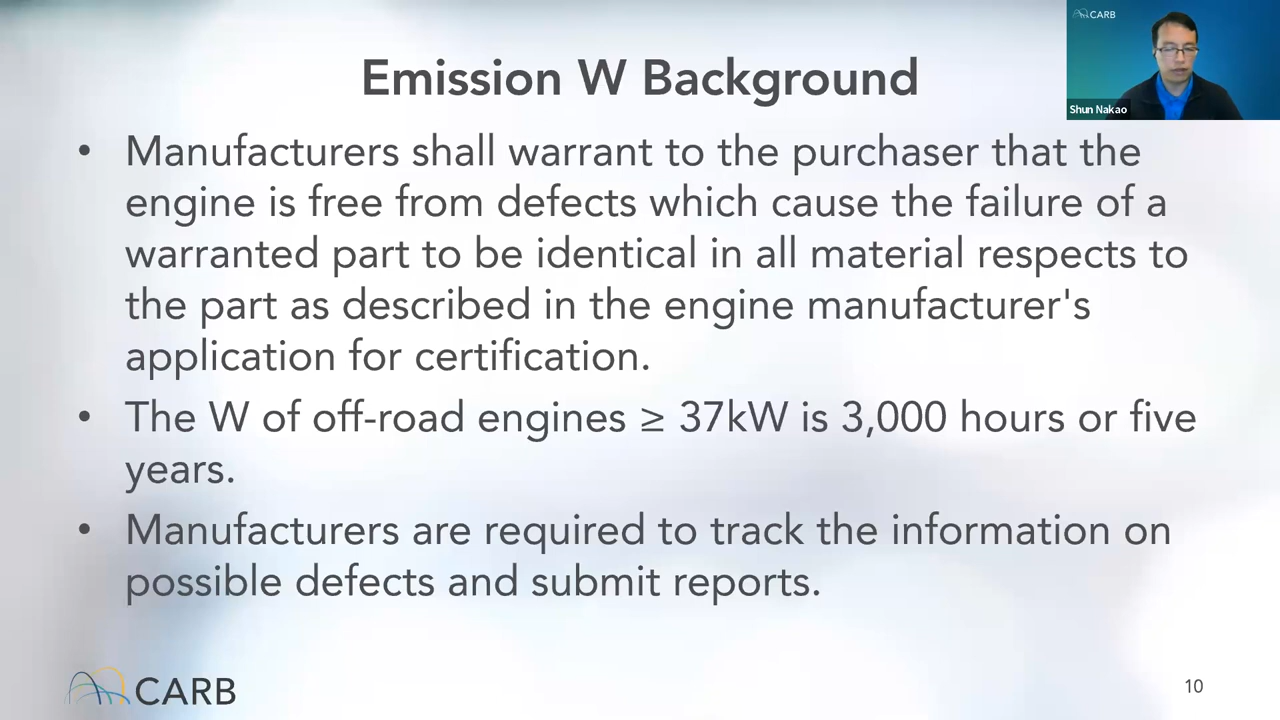 CARB
Shun Nakao
Emission W Background
• Manufacturers shall warrant to the purchaser that the
engine is free from defects which cause the failure of a
warranted part to be identical in all material respects to
the part as described in the engine manufacturer's
application for certification.
• The W of off-road engines ≥ 37kW is 3,000 hours or five
years.
• Manufacturers are required to track the information on
possible defects and submit reports.
CARB
10